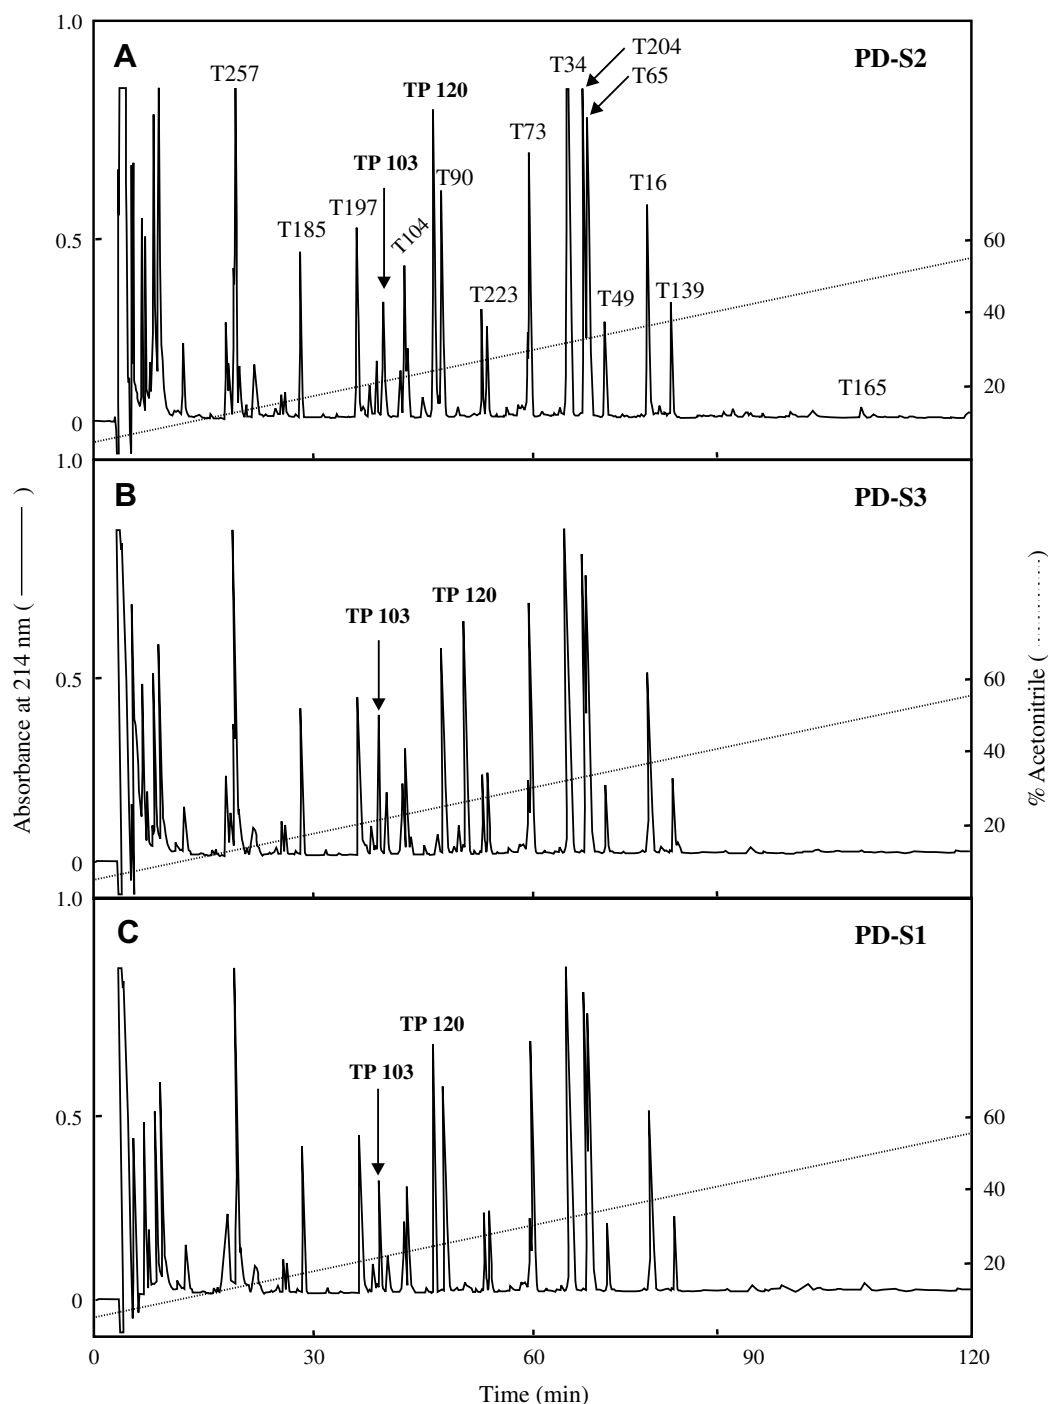 1.0
A
PD-S2
T257
T34
T204
T65
TP 120
T73
TP 103
T90
T16
T197
T185
T104
0.5
60
T223
T49
T139
40
20
T165
0
1.0
B
PD-S3
TP 120
TP 103
0.5
60
40
20
0
Absorbance at 214 nm ( )
% Acetonitrile ( )
1.0
C
PD-S1
TP 120
TP 103
0.5
60
40
20
0
0 30 60 90 120
Time (min)